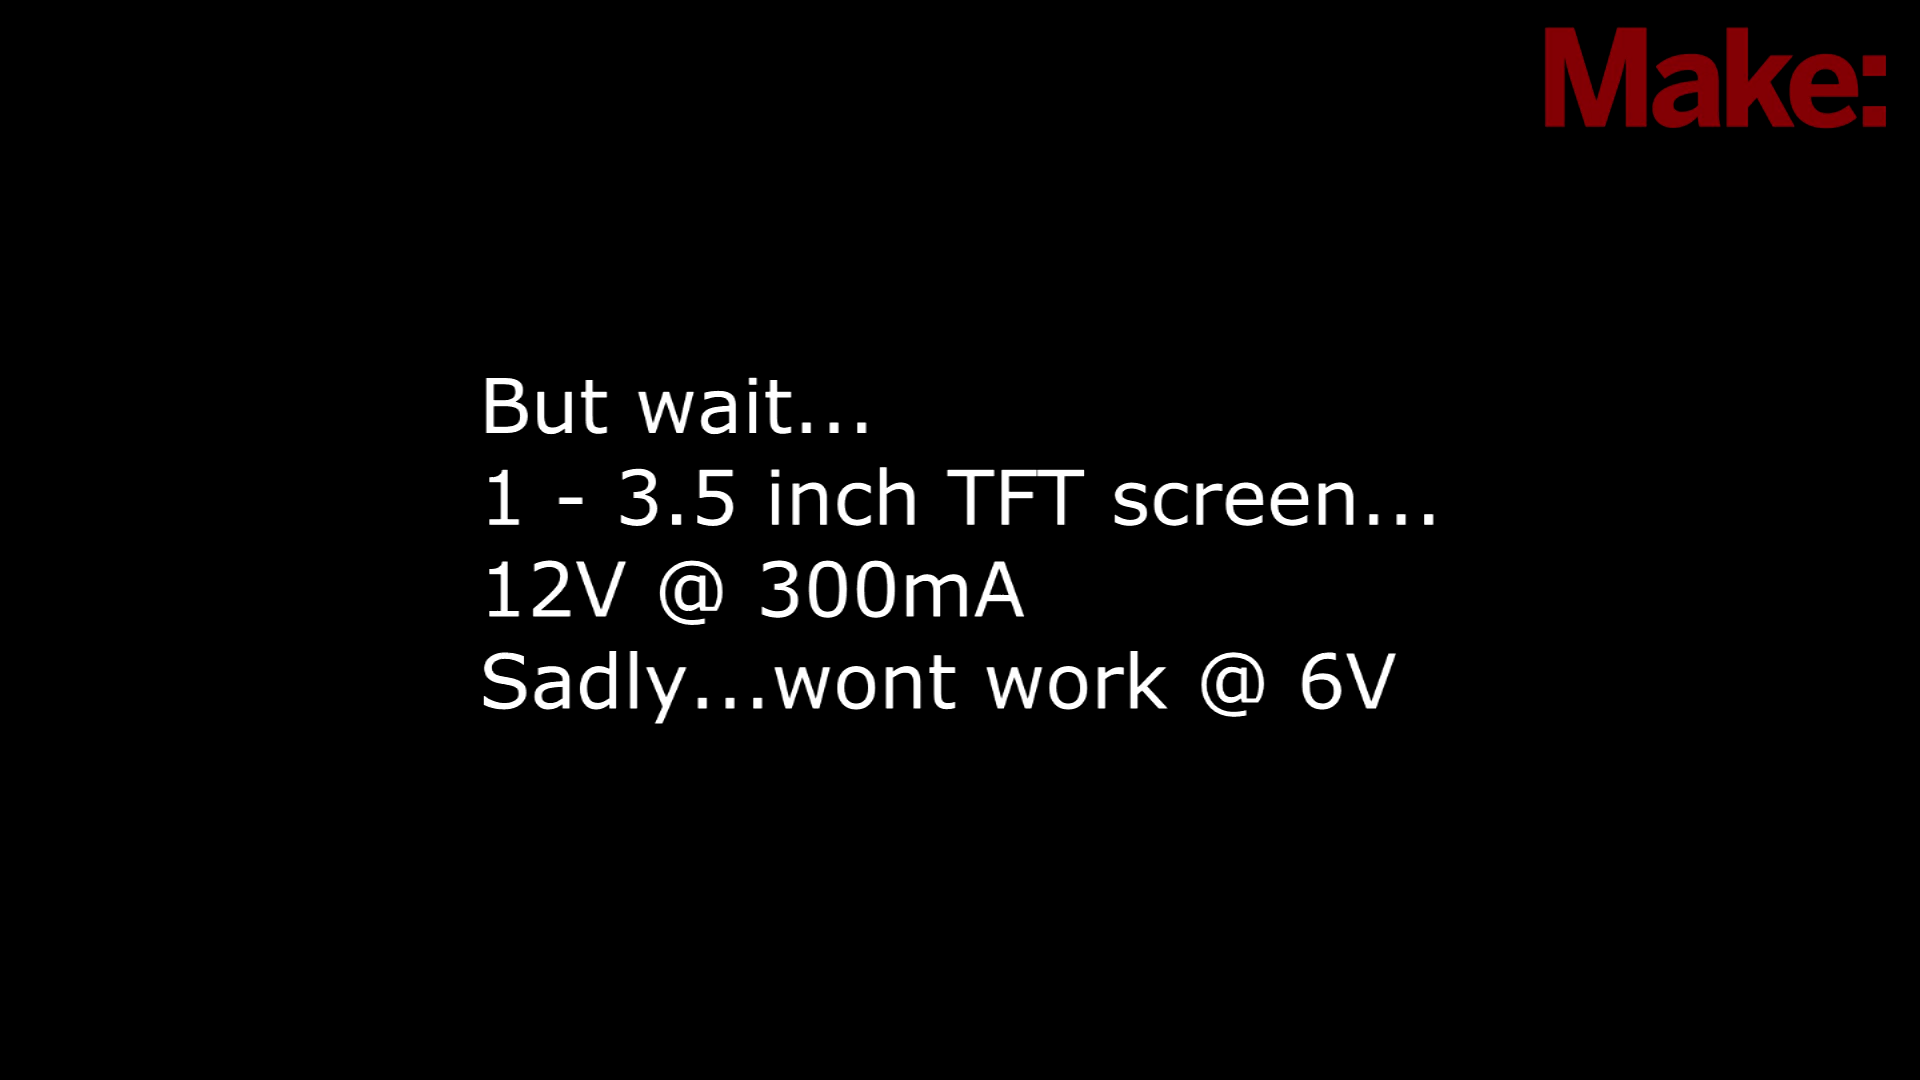 Make:
But wait...
1 - 3.5 inch TFT screen...
12V @ 300mA
Sadly...wont work @ 6V